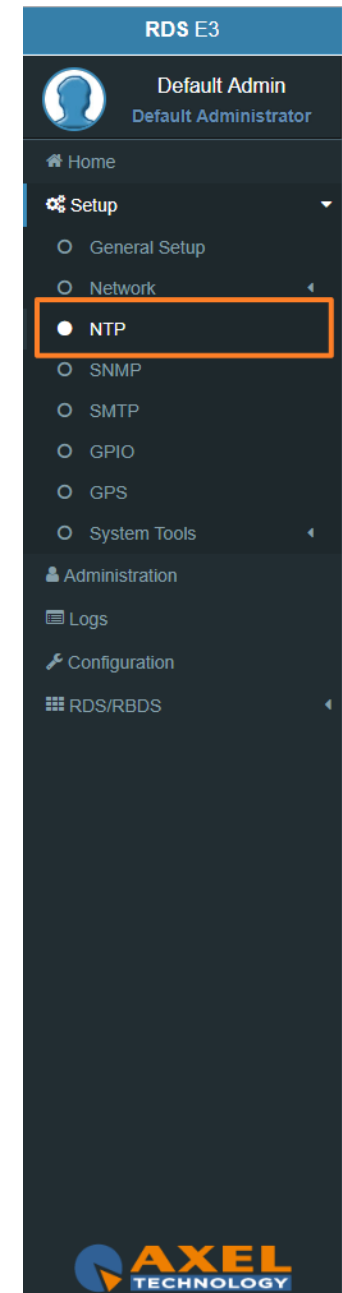 RDS E3
Default Admin
Default Administrator
Home
Setup
General Setup
Network
NTP
SNMP
SMTP
GPIO
GPS
System Tools
Administration
Logs
Configuration
RDS/RBDS
AXEL
TECHNOLOGY